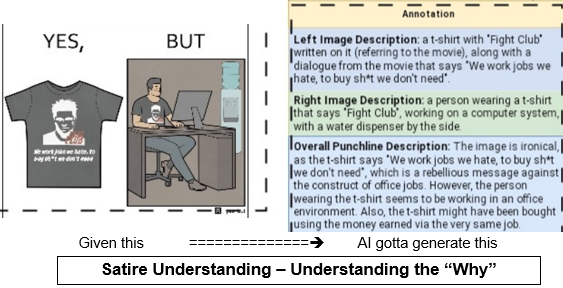 YES,
BUT
We work jobs we hate, to
buy sh*t we don't need
Annotation
Left Image Description: a t-shirt with "Fight Club"
written on it (referring to the movie), along with a
dialogue from the movie that says "We work jobs we
hate, to buy sh*t we don't need".
Right Image Description: a person wearing a t-shirt
that says "Fight Club", working on a computer system,
with a water dispenser by the side.
Overall Punchline Description: The image is ironical,
as the t-shirt says "We work jobs we hate, to buy sh*t
we don't need", which is a rebellious message against
the construct of office jobs. However, the person
wearing the t-shirt seems to be working in an office
environment. Also, the t-shirt might have been bought
using the money earned via the very same job.
Given this ==============➔ AI gotta generate this
Satire Understanding – Understanding the “Why”